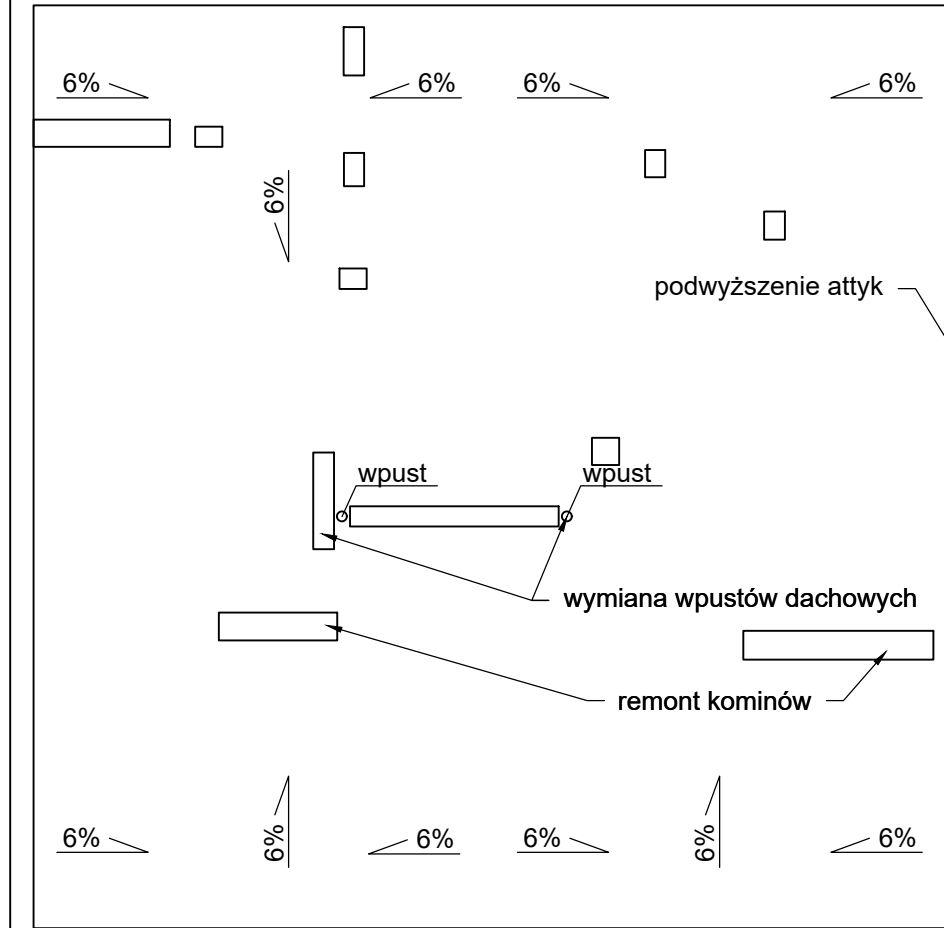 6% 6% 6% 6%
6%
podwyższenie attyk
wpust wpust
wymiana wpustów dachowych
remont kominów
6% 6%
6% 6% 6% 6%